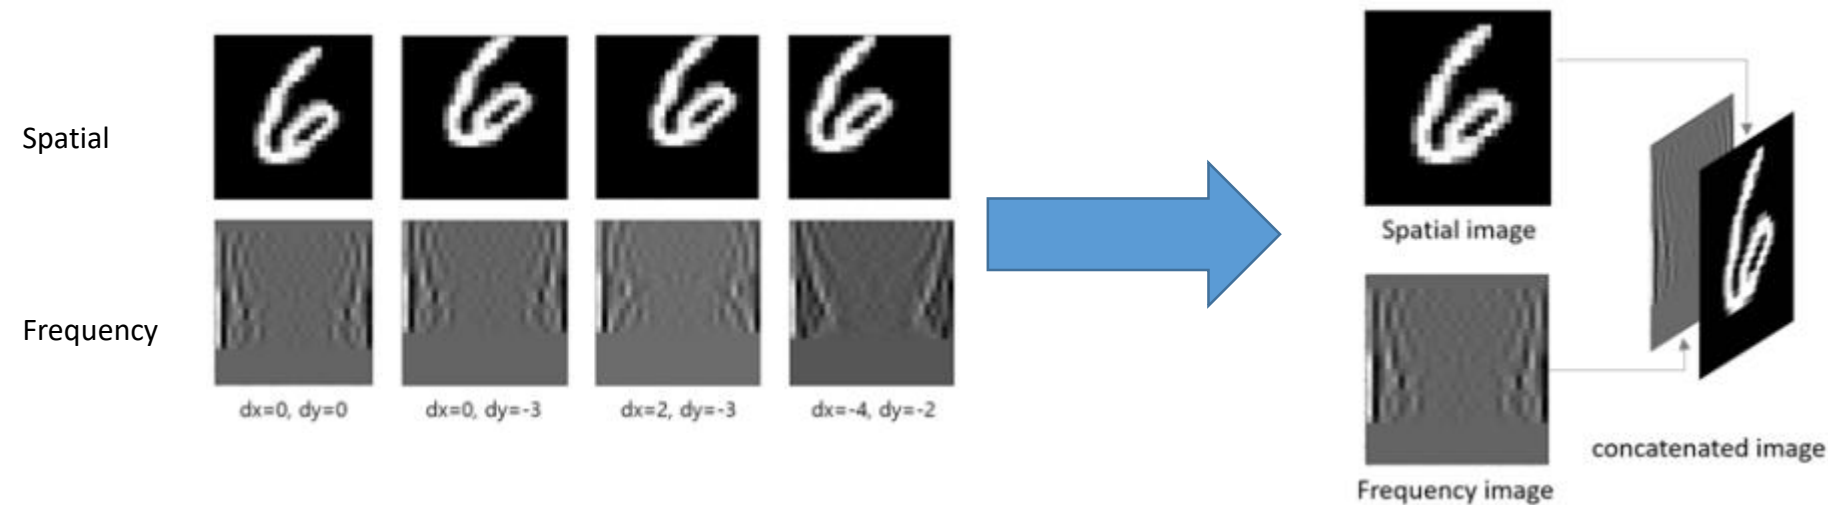 Spatial
Frequency
dx=0, dy=0
dx=0, dy=-3
dx=2, dy=-3
dx=-4, dy=-2
Spatial image
Frequency image
concatenated image